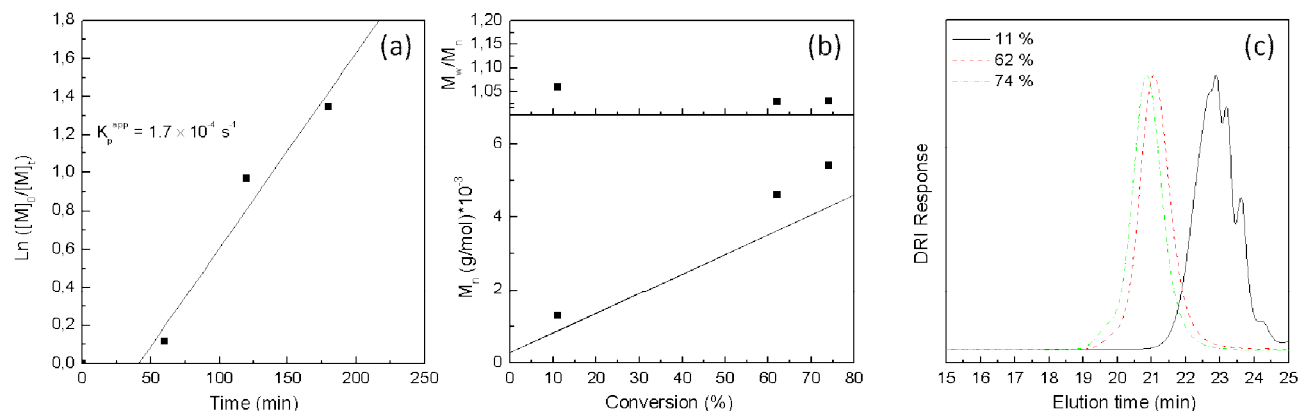 (a)
1,8
1,6
1,4
1,2
1,0
0,8
0,6
0,4
0,2
0,0
Ln ([M]0/[M]t)
Kp^app = 1.7 × 10^-4 s^-1
0 50 100 150 200 250
Time (min)
(b)
1,20
1,15
1,10
1,05
Mw/Mn
6
4
2
0
Mn (g/mol)*10^-3
0 10 20 30 40 50 60 70 80
Conversion (%)
(c)
11 %
62 %
74 %
DRI Response
15 16 17 18 19 20 21 22 23 24 25
Elution time (min)